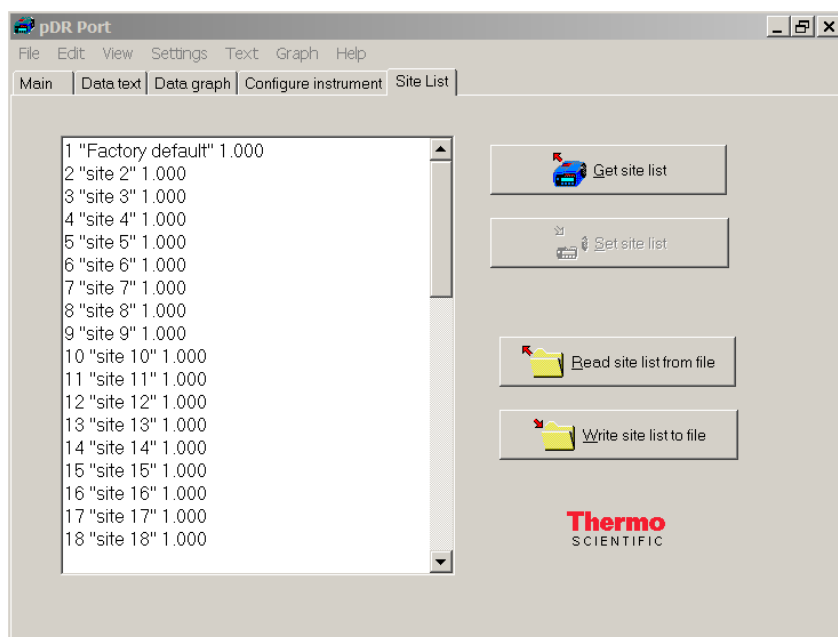 pDR Port
File Edit View Settings Text Graph Help
Main Data text Data graph Configure instrument Site List
1 "Factory default" 1.000
2 "site 2" 1.000
3 "site 3" 1.000
4 "site 4" 1.000
5 "site 5" 1.000
6 "site 6" 1.000
7 "site 7" 1.000
8 "site 8" 1.000
9 "site 9" 1.000
10 "site 10" 1.000
11 "site 11" 1.000
12 "site 12" 1.000
13 "site 13" 1.000
14 "site 14" 1.000
15 "site 15" 1.000
16 "site 16" 1.000
17 "site 17" 1.000
18 "site 18" 1.000
Get site list
Set site list
Read site list from file
Write site list to file
Thermo
SCIENTIFIC